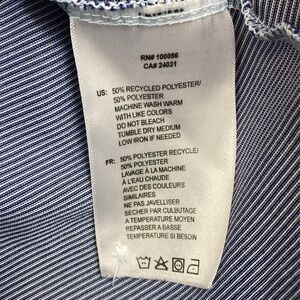 RN# 100056
CA# 24031
US: 50% RECYCLED POLYESTER/
50% POLYESTER
MACHINE WASH WARM
WITH LIKE COLORS
DO NOT BLEACH
TUMBLE DRY MEDIUM
LOW IRON IF NEEDED
FR: 50% POLYESTER RECYCLE/
50% POLYESTER
LAVAGE À LA MACHINE
À L'EAU CHAUDE
AVEC DES COULEURS
SIMILAIRES
NE PAS JAVELLISER
SECHER PAR CULBUTAGE
A TEMPERATURE MOYEN
REPASSER A BASSE
TEMPERATURE SI BESOIN